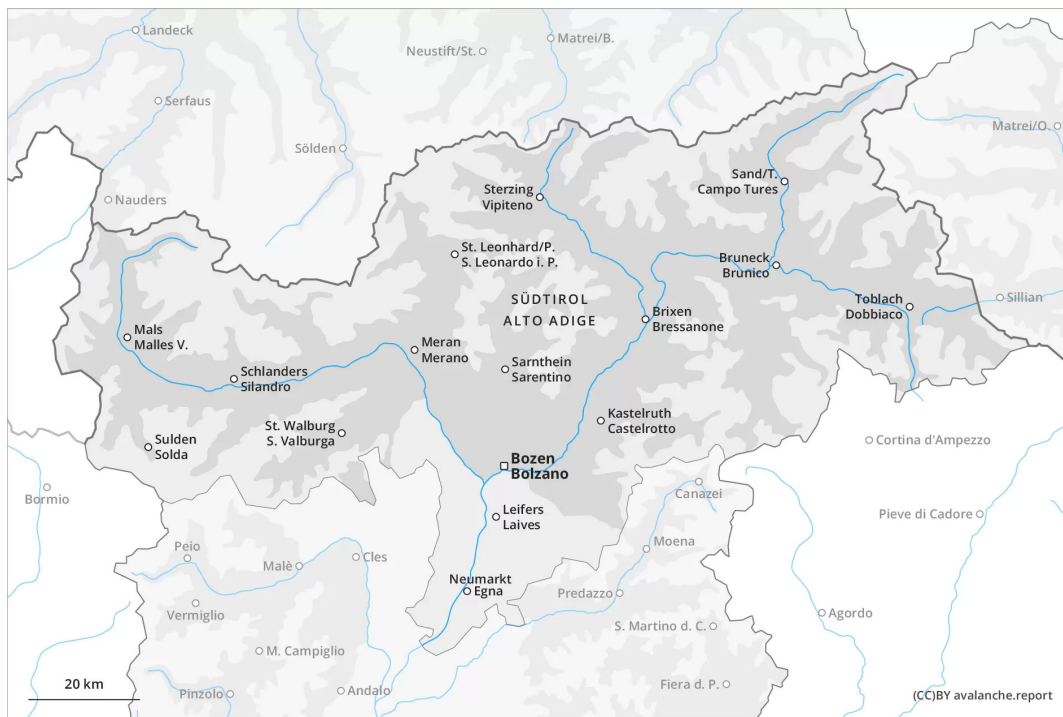 Landeck
Matrei/B.
Neustift/St.
Serfaus
Matrei/O.
Sölden
Sand/T.
Campo Tures
Sterzing
Vipiteno
Nauders
St. Leonhard/P.
S. Leonardo i. P.
Bruneck
Brunico
SÜDTIROL
ALTO ADIGE
Toblach
Dobbiaco
Sillian
Brixen
Bressanone
Mals
Malles V.
Meran
Merano
Sarnthein
Sarentino
Schlanders
Silandro
Kastelruth
Castelrotto
St. Walburg
S. Valburga
Sulden
Solda
Cortina d'Ampezzo
Bozen
Bolzano
Bormio
Canazei
Leifers
Laives
Pieve di Cadore
Moena
Peio
Cles
Malè
Neumarkt
Egna
Predazzo
Vermiglio
Agordo
S. Martino d. C.
M. Campiglio
20 km
Pinzolo
Andalo
Fiera d. P.
(CC)BY avalanche.report